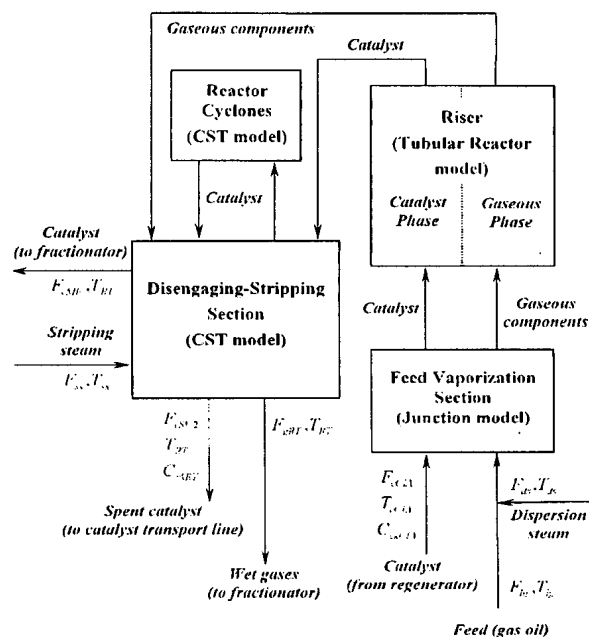 Gaseous components
Catalyst
Reactor
Cyclones
(CST model)
Riser
(Tubular Reactor
model)
Catalyst
Phase
Gaseous
Phase
Catalyst
Catalyst
(to fractionator)
Disengaging-Stripping
Section
(CST model)
Stripping
steam
Catalyst
Gaseous
components
Feed Vaporization
Section
(Junction model)
Dispersion
steam
Spent catalyst
(to catalyst transport line)
Wet gases
(to fractionator)
Catalyst
(from regenerator)
Feed (gas oil)